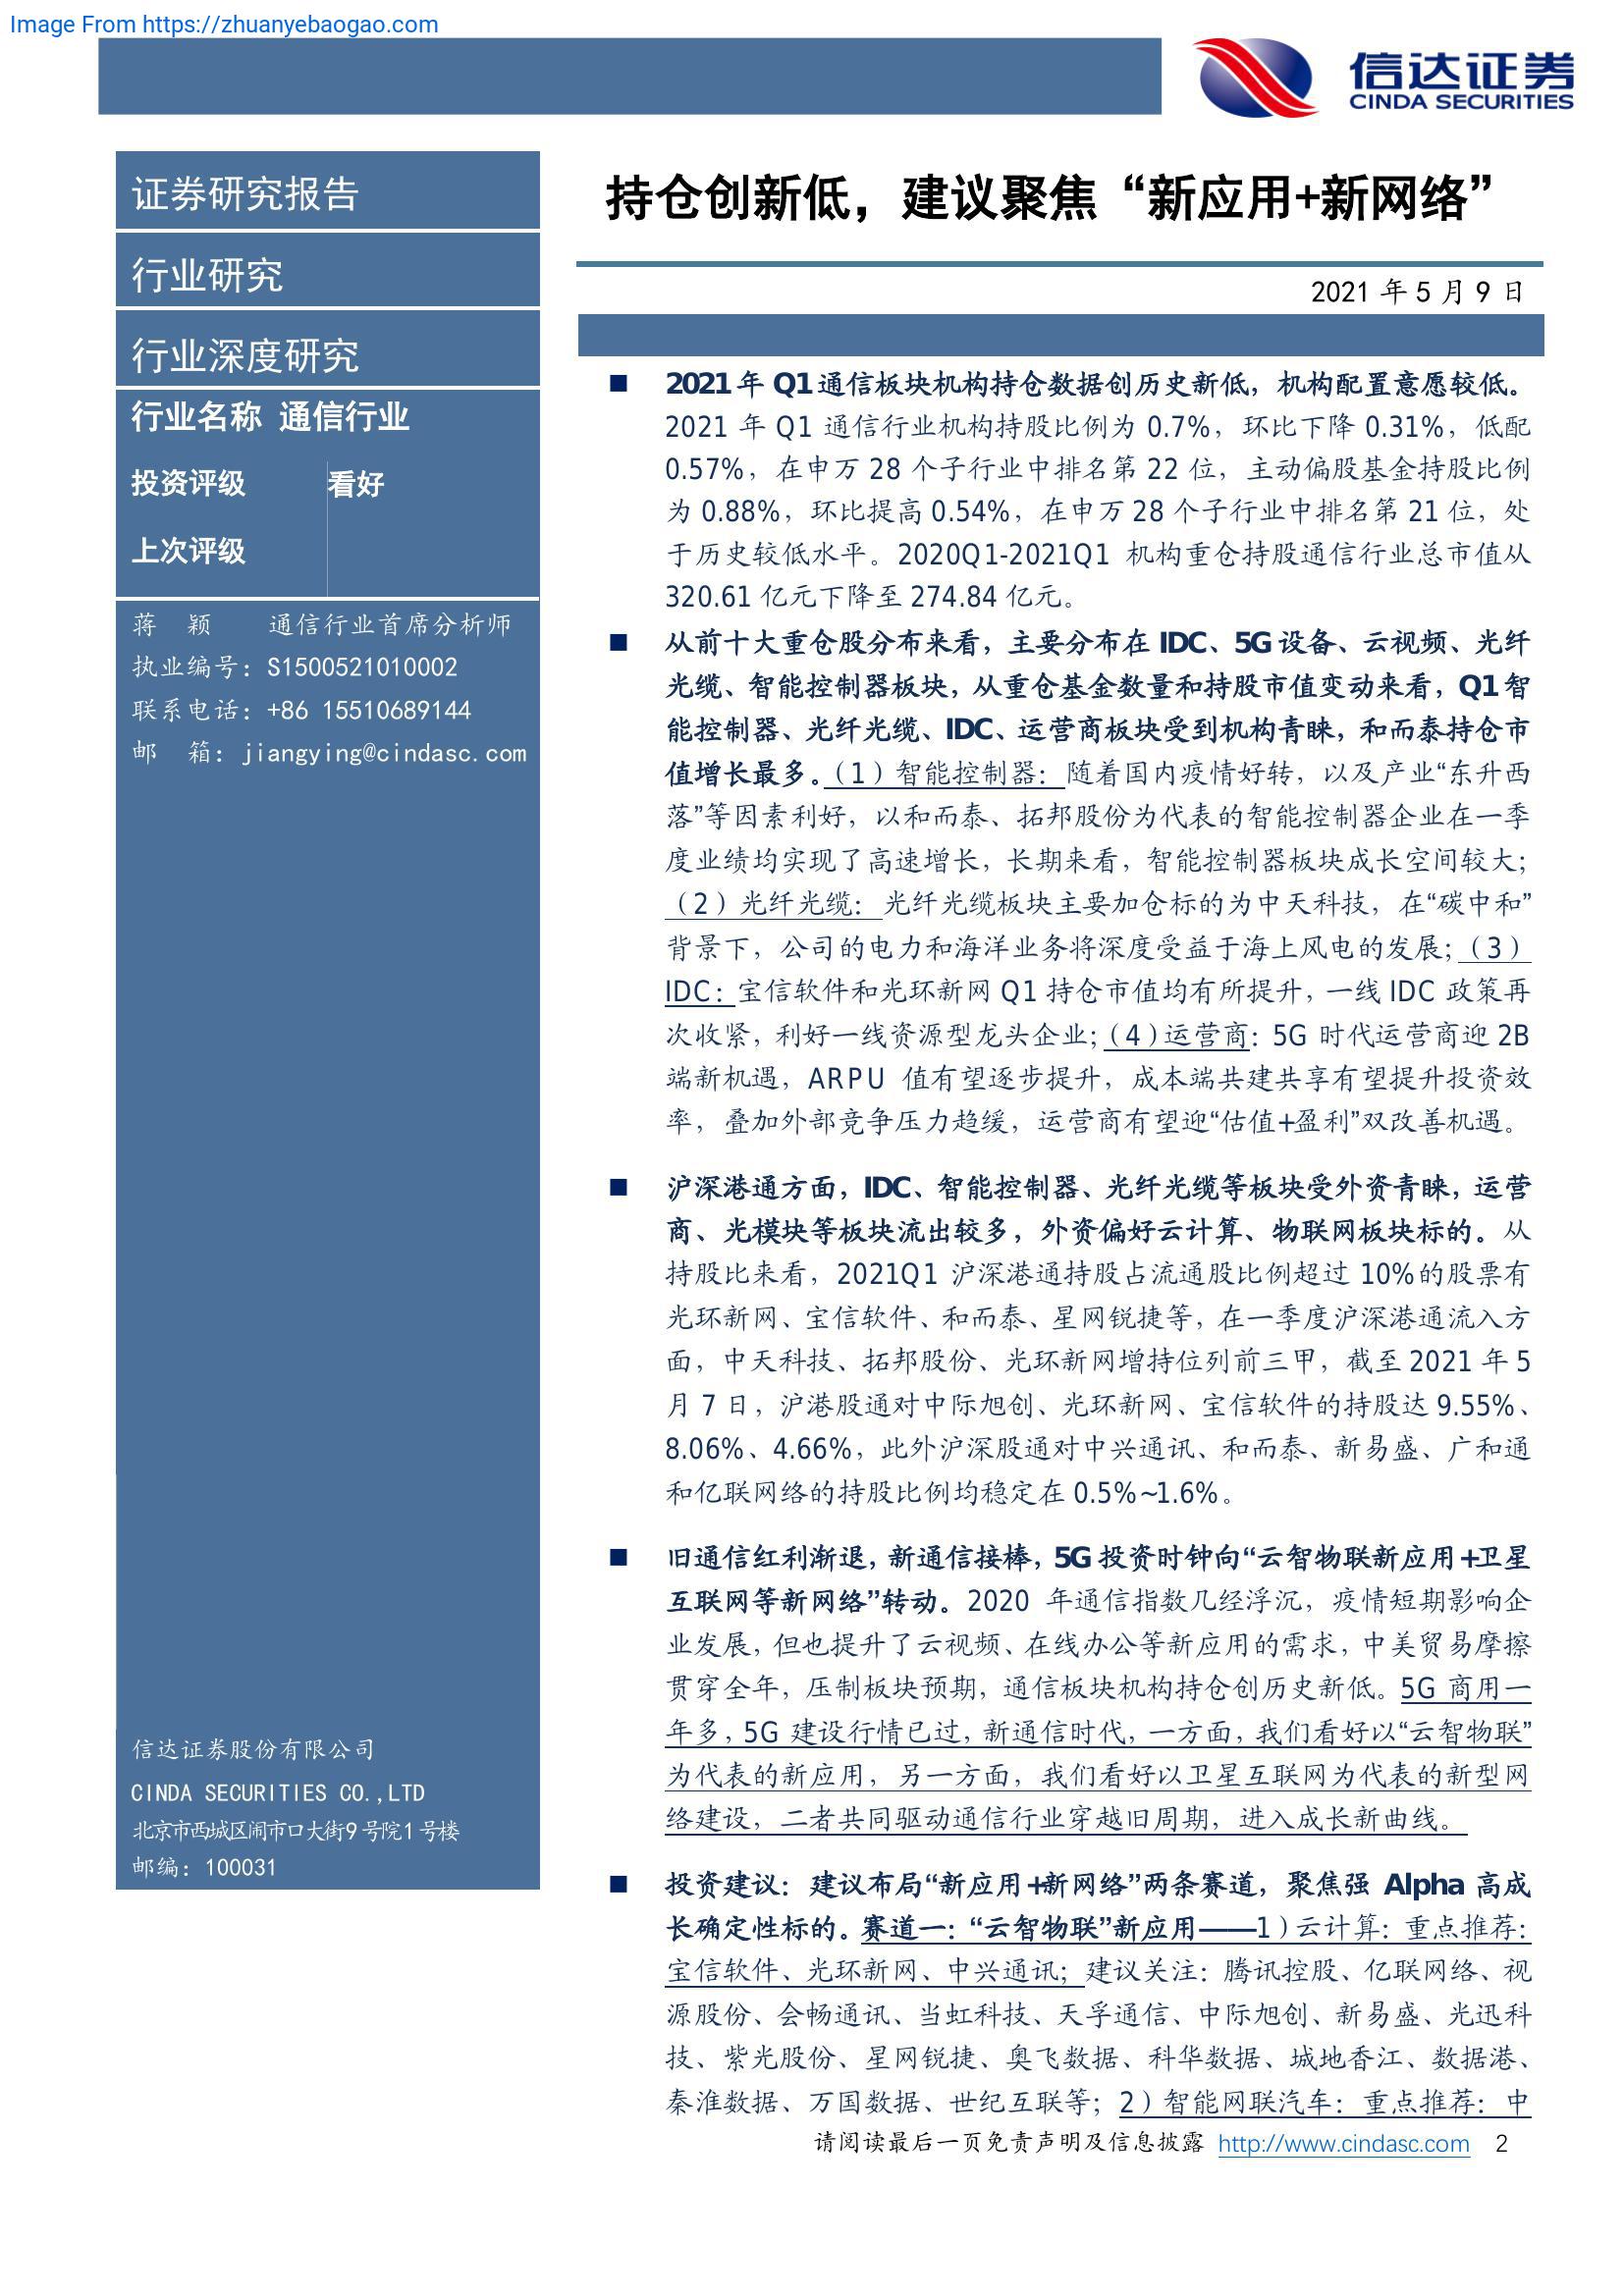 Image From https://zhuanyebaogao.com
信达证券
CINDA SECURITIES
证券研究报告
行业研究
行业深度研究
行业名称 通信行业
投资评级 看好
上次评级
蒋 颖 通信行业首席分析师
执业编号：S1500521010002
联系电话：+86 15510689144
邮 箱：jiangying@cindasc.com
信达证券股份有限公司
CINDA SECURITIES CO.,LTD
北京市西城区闹市口大街9号院1号楼
邮编：100031
持仓创新低，建议聚焦“新应用+新网络”
2021 年 5 月 9 日
■ 2021 年 Q1 通信板块机构持仓数据创历史新低，机构配置意愿较低。
2021 年 Q1 通信行业机构持股比例为 0.7%，环比下降 0.31%，低配
0.57%，在申万 28 个子行业中排名第 22 位，主动偏股基金持股比例
为 0.88%，环比提高 0.54%，在申万 28 个子行业中排名第 21 位，处
于历史较低水平。2020Q1-2021Q1 机构重仓持股通信行业总市值从
320.61 亿元下降至 274.84 亿元。
■ 从前十大重仓股分布来看，主要分布在 IDC、5G 设备、云视频、光纤
光缆、智能控制器板块，从重仓基金数量和持股市值变动来看，Q1 智
能控制器、光纤光缆、IDC、运营商板块受到机构青睐，和而泰持仓市
值增长最多。（1）智能控制器：随着国内疫情好转，以及产业“东升西
落”等因素利好，以和而泰、拓邦股份为代表的智能控制器企业在一季
度业绩均实现了高速增长，长期来看，智能控制器板块成长空间较大；
（2）光纤光缆：光纤光缆板块主要加仓标的为中天科技，在“碳中和”
背景下，公司的电力和海洋业务将深度受益于海上风电的发展；（3）
IDC：宝信软件和光环新网 Q1 持仓市值均有所提升，一线 IDC 政策再
次收紧，利好一线资源型龙头企业；（4）运营商：5G 时代运营商迎 2B
端新机遇，ARPU 值有望逐步提升，成本端共建共享有望提升投资效
率，叠加外部竞争压力趋缓，运营商有望迎“估值+盈利”双改善机遇。
■ 沪深港通方面，IDC、智能控制器、光纤光缆等板块受外资青睐，运营
商、光模块等板块流出较多，外资偏好云计算、物联网板块标的。从
持股比来看，2021Q1 沪深港通持股占流通股比例超过 10%的股票有
光环新网、宝信软件、和而泰、星网锐捷等，在一季度沪深港通流入方
面，中天科技、拓邦股份、光环新网增持位列前三甲，截至 2021 年 5
月 7 日，沪港股通对中际旭创、光环新网、宝信软件的持股达 9.55%、
8.06%、4.66%，此外沪深股通对中兴通讯、和而泰、新易盛、广和通
和亿联网络的持股比例均稳定在 0.5%~1.6%。
■ 旧通信红利渐退，新通信接棒，5G 投资时钟向“云智物联新应用+卫星
互联网等新网络”转动。2020 年通信指数几经浮沉，疫情短期影响企
业发展，但也提升了云视频、在线办公等新应用的需求，中美贸易摩擦
贯穿全年，压制板块预期，通信板块机构持仓创历史新低。5G 商用一
年多，5G 建设行情已过，新通信时代，一方面，我们看好以“云智物联”
为代表的新应用，另一方面，我们看好以卫星互联网为代表的新型网
络建设，二者共同驱动通信行业穿越旧周期，进入成长新曲线。
■ 投资建议：建议布局“新应用+新网络”两条赛道，聚焦强 Alpha 高成
长确定性标的。赛道一：“云智物联”新应用——1）云计算：重点推荐：
宝信软件、光环新网、中兴通讯；建议关注：腾讯控股、亿联网络、视
源股份、会畅通讯、当虹科技、天孚通信、中际旭创、新易盛、光迅科
技、紫光股份、星网锐捷、奥飞数据、科华数据、城地香江、数据港、
秦淮数据、万国数据、世纪互联等；2）智能网联汽车：重点推荐：中
请阅读最后一页免责声明及信息披露 http://www.cindasc.com 2